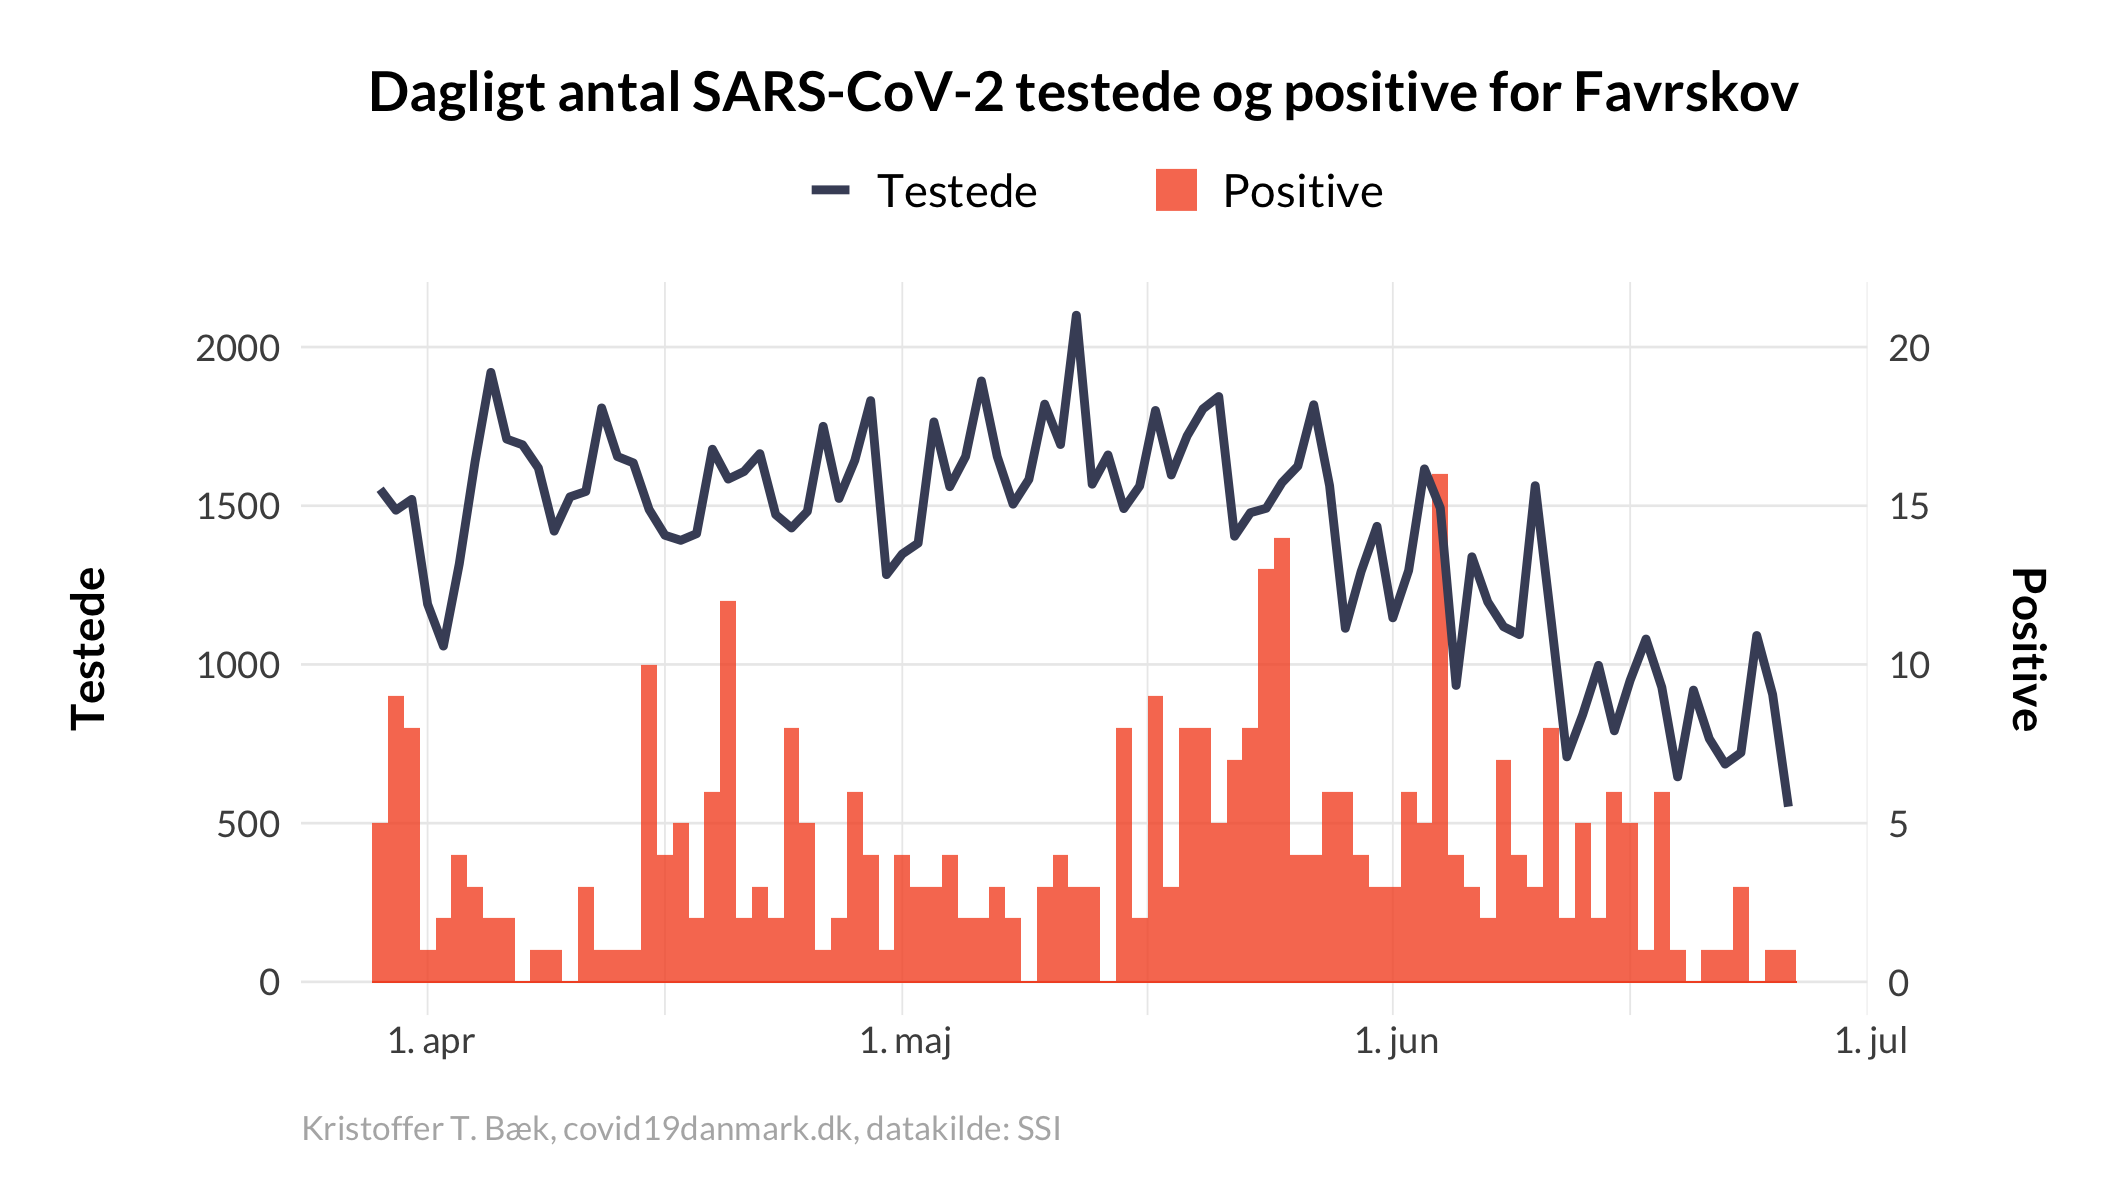 Dagligt antal SARS-CoV-2 testede og positive for Favrskov
Testede
Positive
2000
1500
1000
500
0
Testede
20
15
10
5
0
Positive
1. apr
1. maj
1. jun
1. jul
Kristoffer T. Bæk, covid19danmark.dk, datakilde: SSI